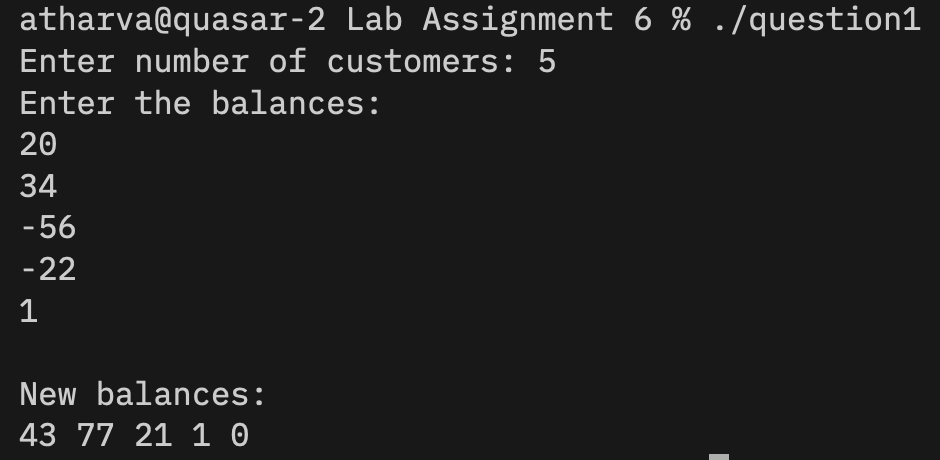 atharva@quasar-2 Lab Assignment 6 % ./question1
Enter number of customers: 5
Enter the balances:
20
34
-56
-22
1
New balances:
43 77 21 1 0